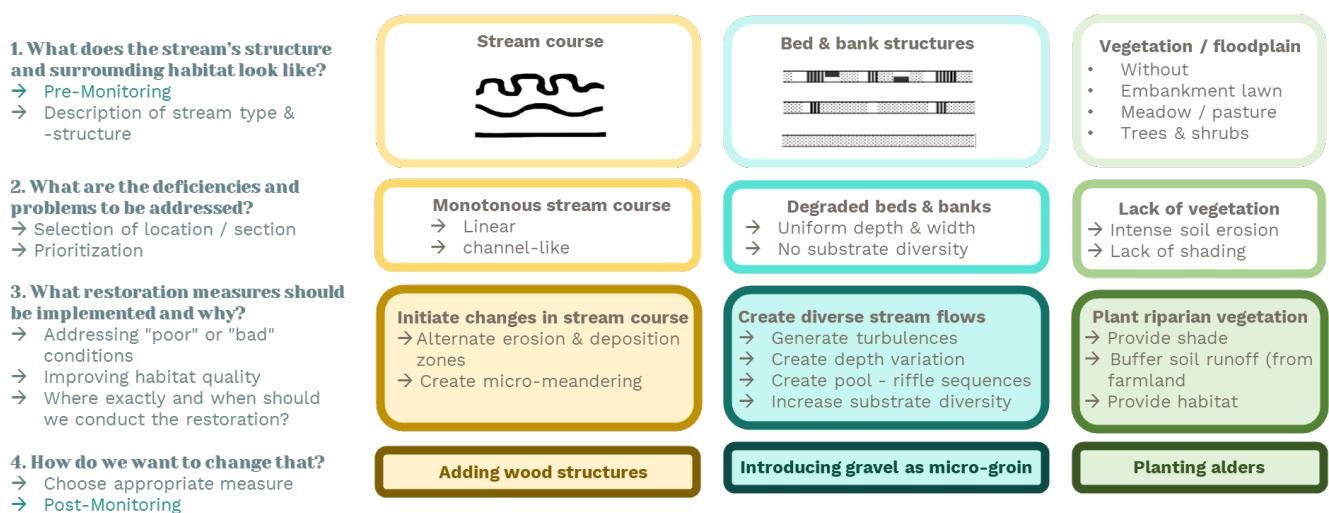 1. What does the stream's structure
and surrounding habitat look like?
→ Pre-Monitoring
→ Description of stream type &
-structure
Stream course
Bed & bank structures
Vegetation / floodplain
• Without
• Embankment lawn
• Meadow / pasture
• Trees & shrubs
2. What are the deficiencies and
problems to be addressed?
→ Selection of location / section
→ Prioritization
Monotonous stream course
→ Linear
→ channel-like
Degraded beds & banks
→ Uniform depth & width
→ No substrate diversity
Lack of vegetation
→ Intense soil erosion
→ Lack of shading
3. What restoration measures should
be implemented and why?
→ Addressing "poor" or "bad"
conditions
→ Improving habitat quality
→ Where exactly and when should
we conduct the restoration?
Initiate changes in stream course
→ Alternate erosion & deposition
zones
→ Create micro-meandering
Create diverse stream flows
→ Generate turbulences
→ Create depth variation
→ Create pool - riffle sequences
→ Increase substrate diversity
Plant riparian vegetation
→ Provide shade
→ Buffer soil runoff (from
farmland
→ Provide habitat
4. How do we want to change that?
→ Choose appropriate measure
→ Post-Monitoring
Adding wood structures
Introducing gravel as micro-groin
Planting alders